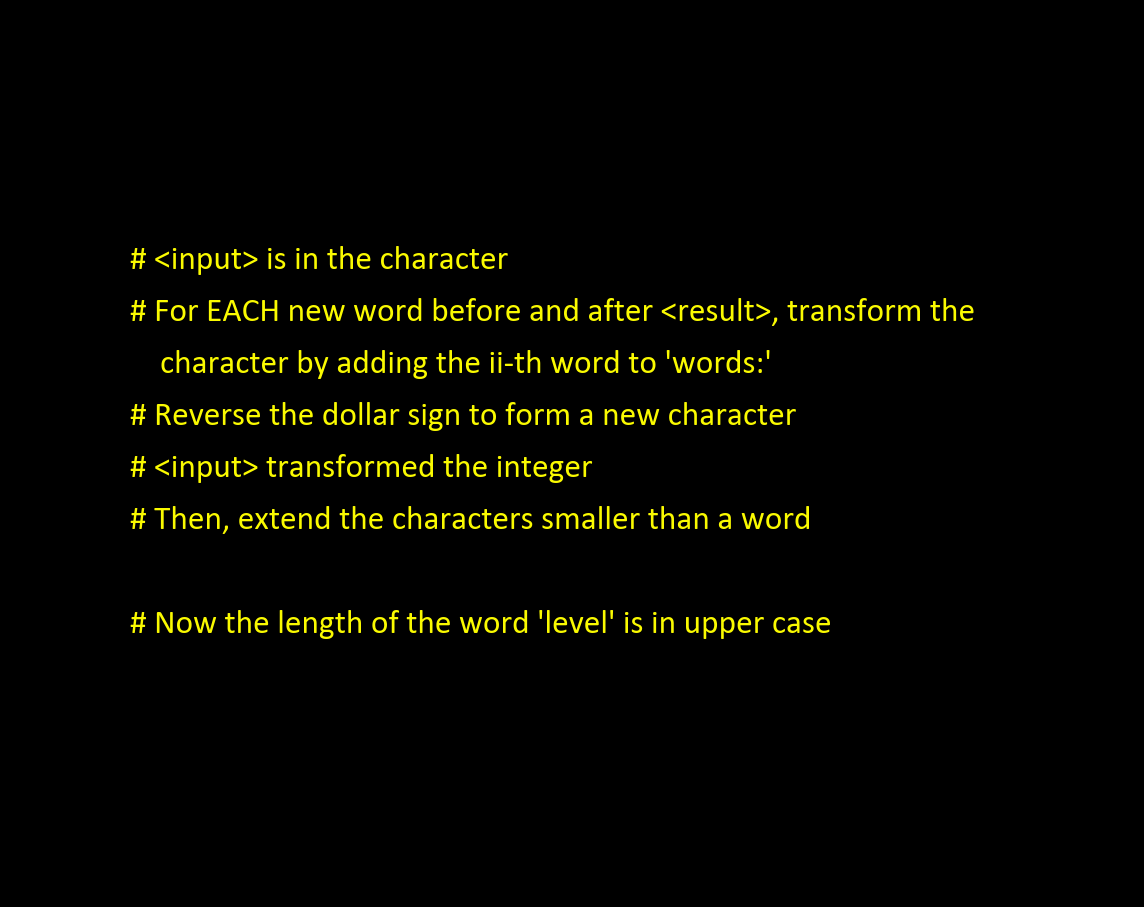 # <input> is in the character
# For EACH new word before and after <result>, transform the
character by adding the ii-th word to 'words:'
# Reverse the dollar sign to form a new character
# <input> transformed the integer
# Then, extend the characters smaller than a word
# Now the length of the word 'level' is in upper case